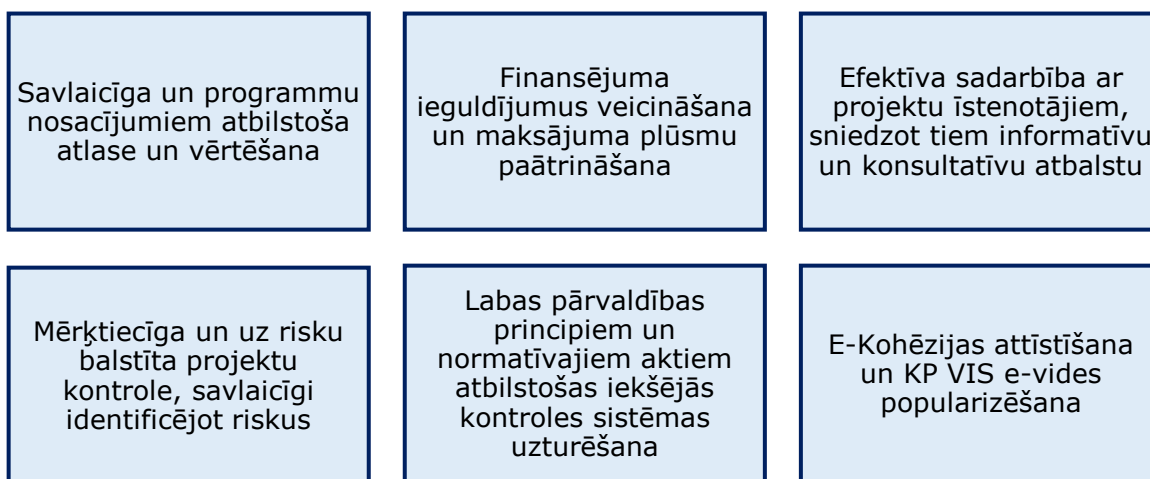 Savlaicīga un programmu
nosacījumiem atbilstoša
atlase un vērtēšana
Finansējuma
ieguldījumus veicināšana
un maksājuma plūsmu
paātrināšana
Efektīva sadarbība ar
projektu īstenotājiem,
sniedzot tiem informatīvu
un konsultatīvu atbalstu
Mērķtiecīga un uz risku
balstīta projektu
kontrole, savlaicīgi
identificējot riskus
Labas pārvaldības
principiem un
normatīvajiem aktiem
atbilstošas iekšējās
kontroles sistēmas
uzturēšana
E-Kohēzijas attīstīšana
un KP VIS e-vides
popularizēšana